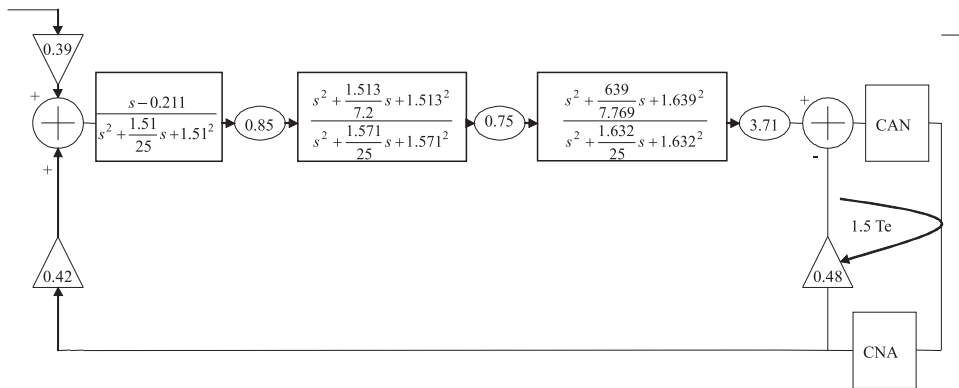 0.39
+
s − 0.211
s² + 1.51/25 s + 1.51²
0.85
s² + 1.513/7.2 s + 1.513²
s² + 1.571/25 s + 1.571²
0.75
s² + 639/7.769 s + 1.639²
s² + 1.632/25 s + 1.632²
3.71
+
CAN
+
-
1.5 Te
0.42
0.48
CNA